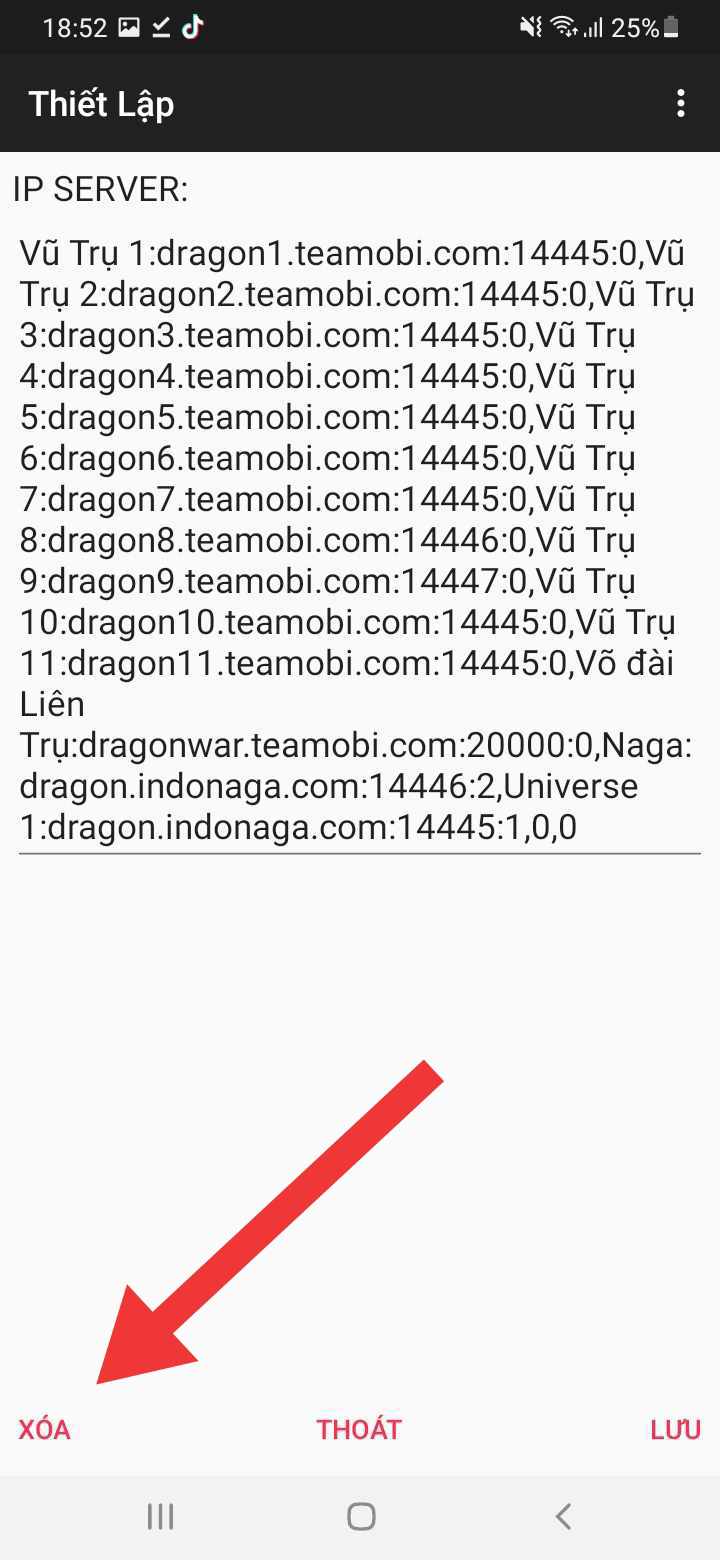 18:52
25%
Thiết Lập
IP SERVER:
Vũ Trụ 1:dragon1.teamobi.com:14445:0,Vũ
Trụ 2:dragon2.teamobi.com:14445:0,Vũ Trụ
3:dragon3.teamobi.com:14445:0,Vũ Trụ
4:dragon4.teamobi.com:14445:0,Vũ Trụ
5:dragon5.teamobi.com:14445:0,Vũ Trụ
6:dragon6.teamobi.com:14445:0,Vũ Trụ
7:dragon7.teamobi.com:14445:0,Vũ Trụ
8:dragon8.teamobi.com:14446:0,Vũ Trụ
9:dragon9.teamobi.com:14447:0,Vũ Trụ
10:dragon10.teamobi.com:14445:0,Vũ Trụ
11:dragon11.teamobi.com:14445:0,Võ đài
Liên
Trụ:dragonwar.teamobi.com:20000:0,Naga:
dragon.indonaga.com:14446:2,Universe
1:dragon.indonaga.com:14445:1,0,0
XÓA
THOÁT
LƯU